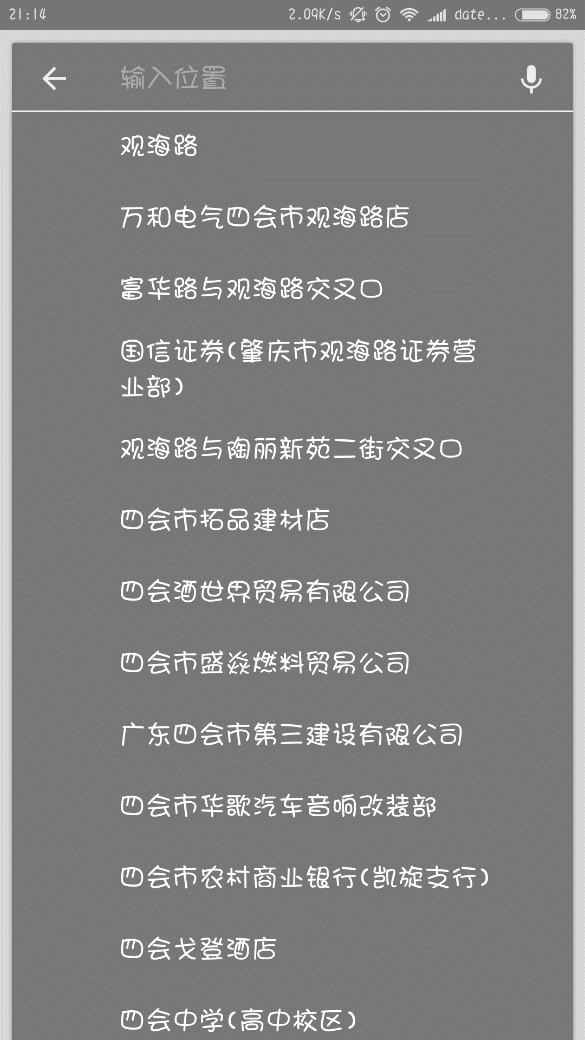 21:14 2.09K/s date... 82%
输入位置
观海路
万和电气四会市观海路店
富华路与观海路交叉口
国信证券(肇庆市观海路证券营
业部)
观海路与陶丽新苑二街交叉口
四会市拓品建材店
四会酒世界贸易有限公司
四会市盛焱燃料贸易公司
广东四会市第三建设有限公司
四会市华歌汽车音响改装部
四会市农村商业银行(凯旋支行)
四会戈登酒店
四会中学(高中校区)